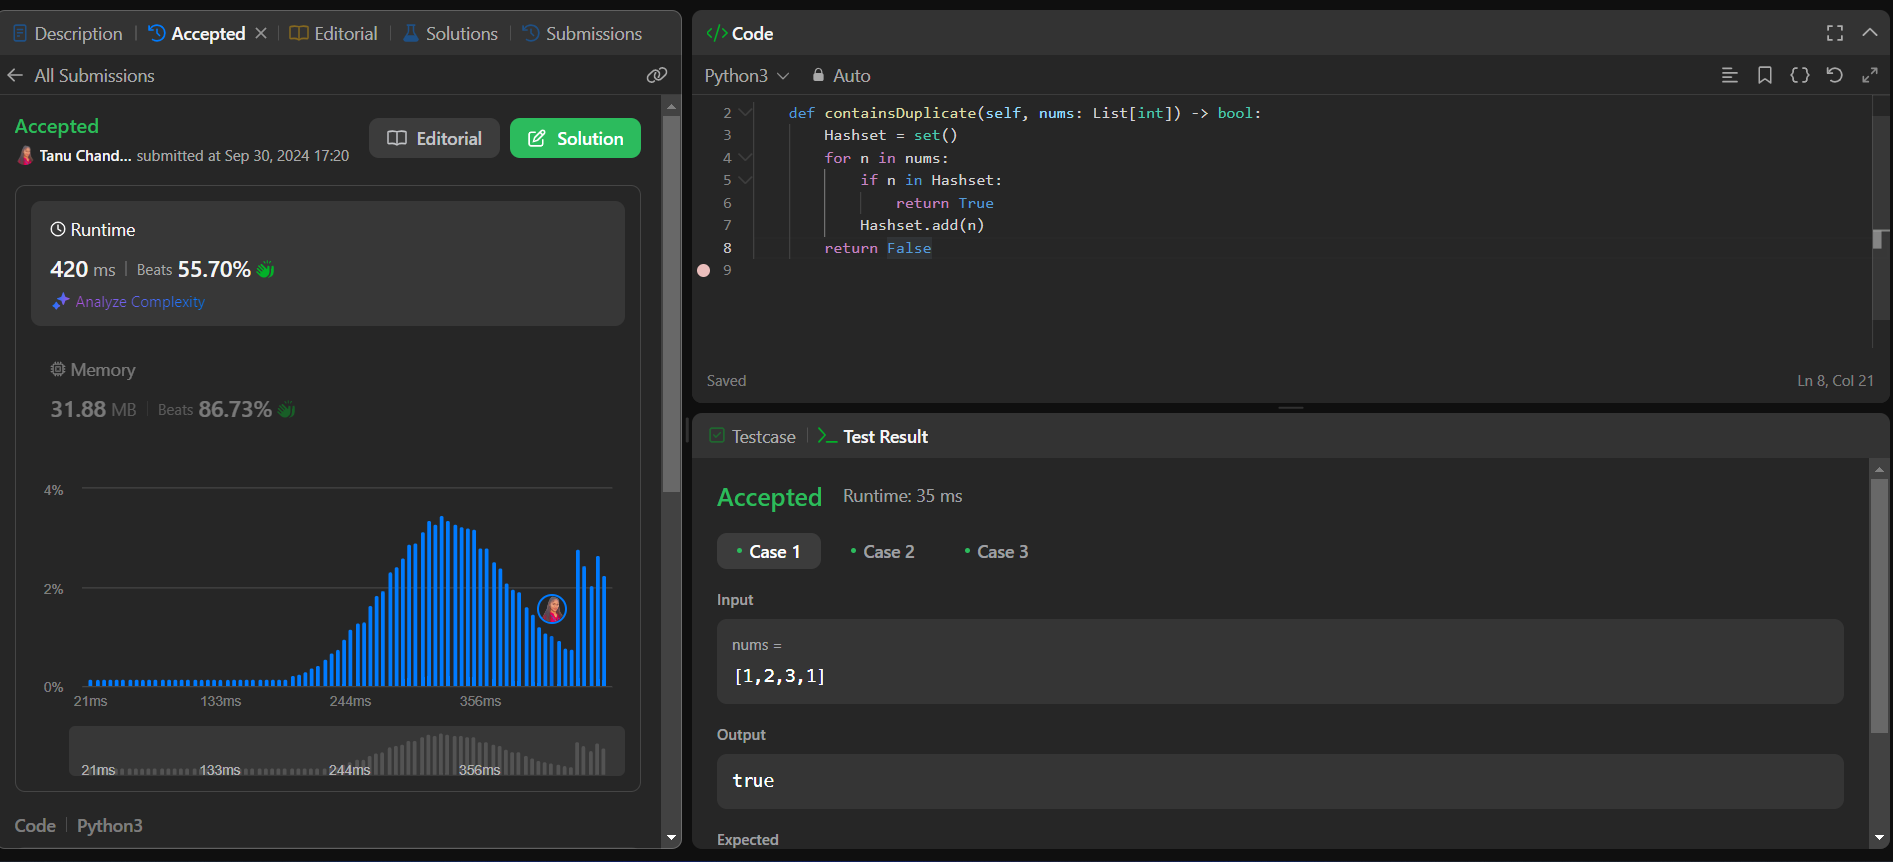 Description
Accepted
Editorial
Solutions
Submissions
All Submissions
Accepted
Tanu Chand... submitted at Sep 30, 2024 17:20
Editorial
Solution
Runtime
420 ms
Beats 55.70%
Analyze Complexity
Memory
31.88 MB
Beats 86.73%
4%
2%
0%
21ms 133ms 244ms 356ms
21ms 133ms 244ms 356ms
Code Python3
</> Code
Python3 Auto
2 def containsDuplicate(self, nums: List[int]) -> bool:
3 Hashset = set()
4 for n in nums:
5 if n in Hashset:
6 return True
7 Hashset.add(n)
8 return False
9
Saved
Ln 8, Col 21
Testcase
Test Result
Accepted Runtime: 35 ms
Case 1 Case 2 Case 3
Input
nums =
[1,2,3,1]
Output
true
Expected